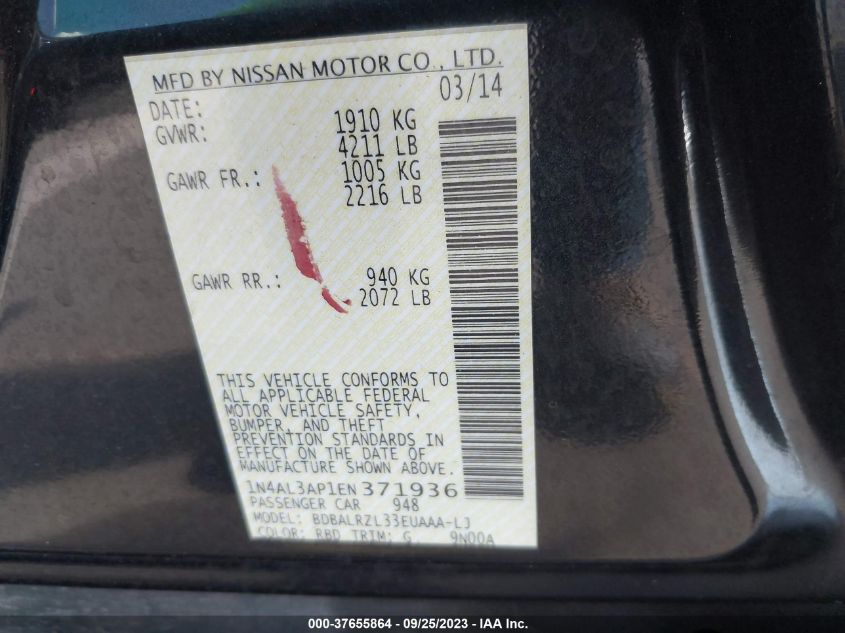 MFD BY NISSAN MOTOR CO., LTD.
DATE: 03/14
GVWR: 1910 KG
4211 LB
GAWR FR.: 1005 KG
2216 LB
GAWR RR.: 940 KG
2072 LB
THIS VEHICLE CONFORMS TO
ALL APPLICABLE FEDERAL
MOTOR VEHICLE SAFETY,
BUMPER, AND THEFT
PREVENTION STANDARDS IN
EFFECT ON THE DATE OF
MANUFACTURE SHOWN ABOVE.
1N4AL3AP1EN371936
PASSENGER CAR 948
MODEL: BDBALRZL33EUAAA-LJ
COLOR: RBD TRIM: G 9N00A
000-37655864 / 09/25/2023 / IAA Inc.